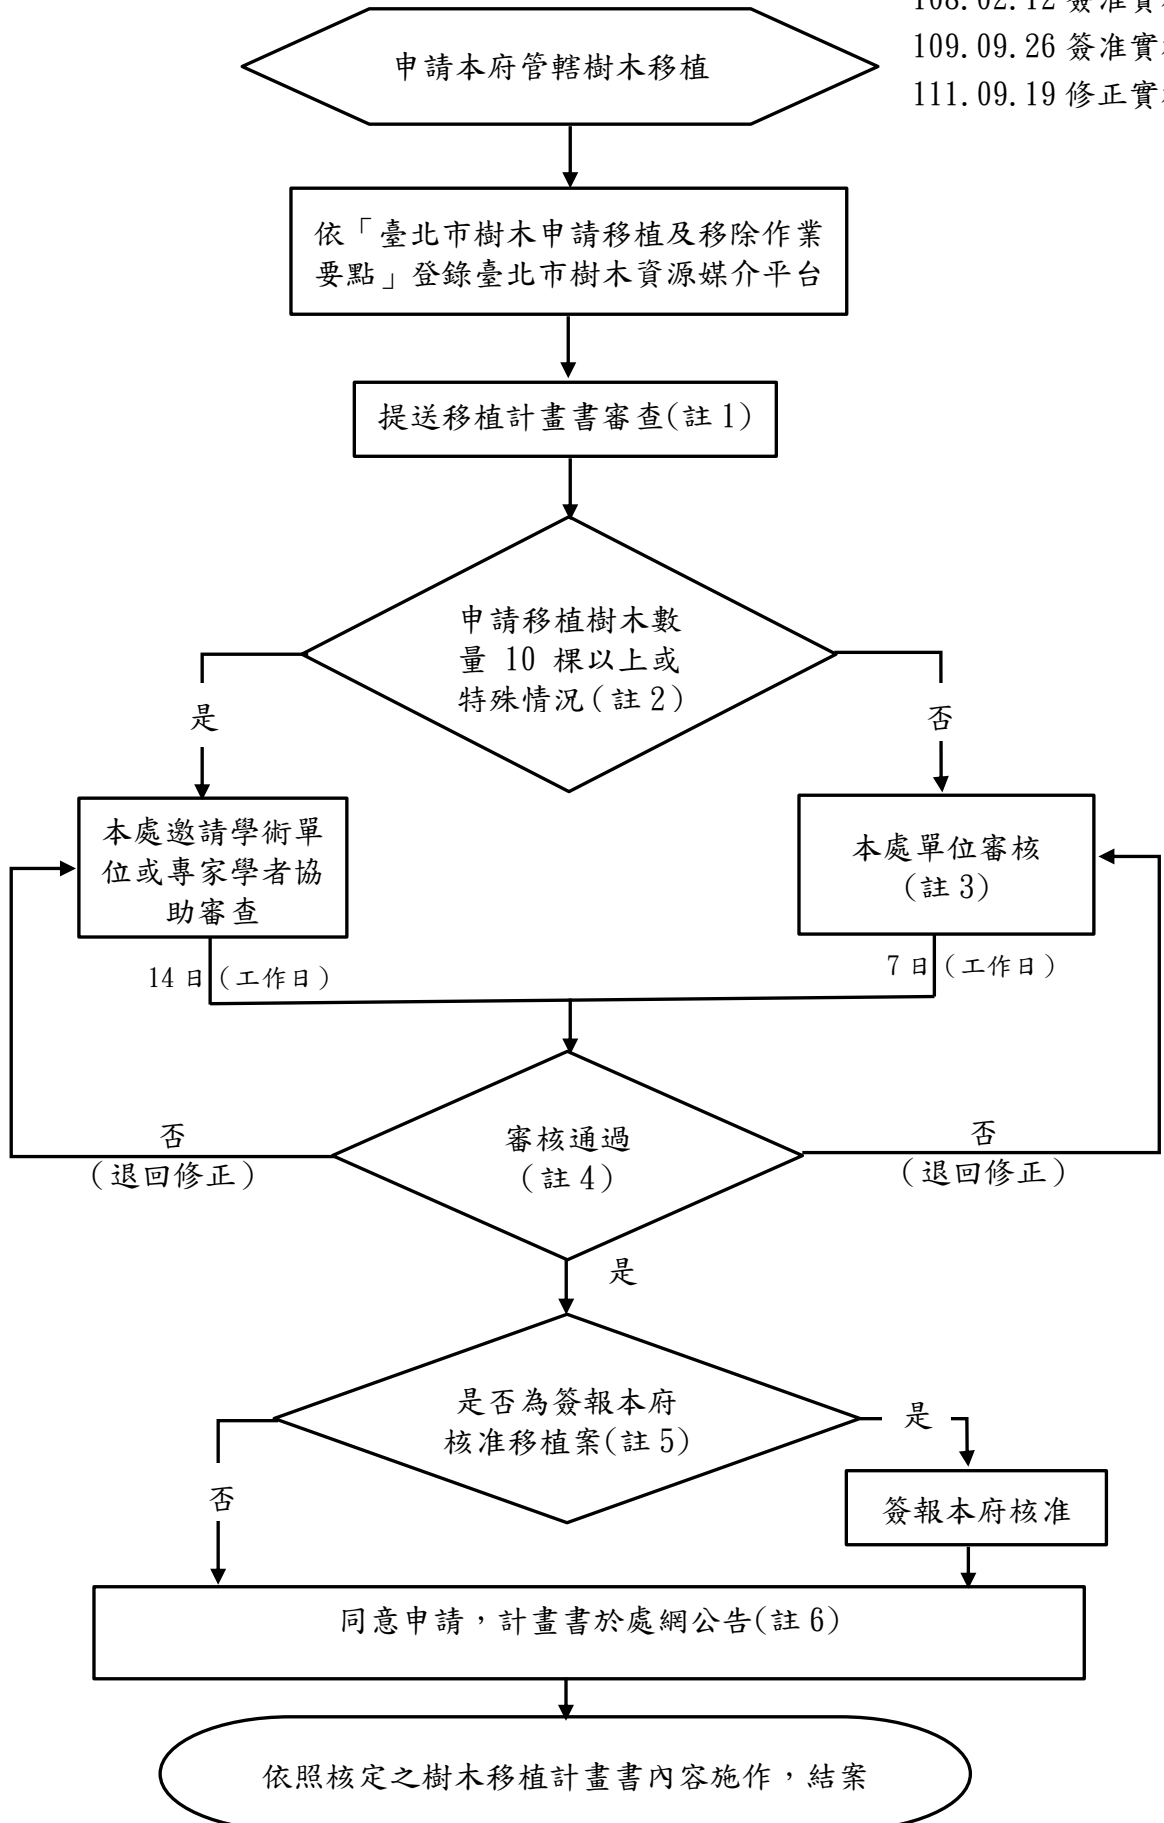 108.02.12 簽准實
109.09.26 簽准實
111.09.19 修正實
申請本府管轄樹木移植
依「臺北市樹木申請移植及移除作業
要點」登錄臺北市樹木資源媒介平台
提送移植計畫書審查(註 1)
申請移植樹木數
量 10 棵以上或
特殊情況(註 2)
是
否
本處邀請學術單
位或專家學者協
助審查
本處單位審核
(註 3)
14 日(工作日)
7 日(工作日)
審核通過
(註 4)
否
(退回修正)
否
(退回修正)
是
是否為簽報本府
核准移植案(註 5)
是
否
簽報本府核准
同意申請，計畫書於處網公告(註 6)
依照核定之樹木移植計畫書內容施作，結案